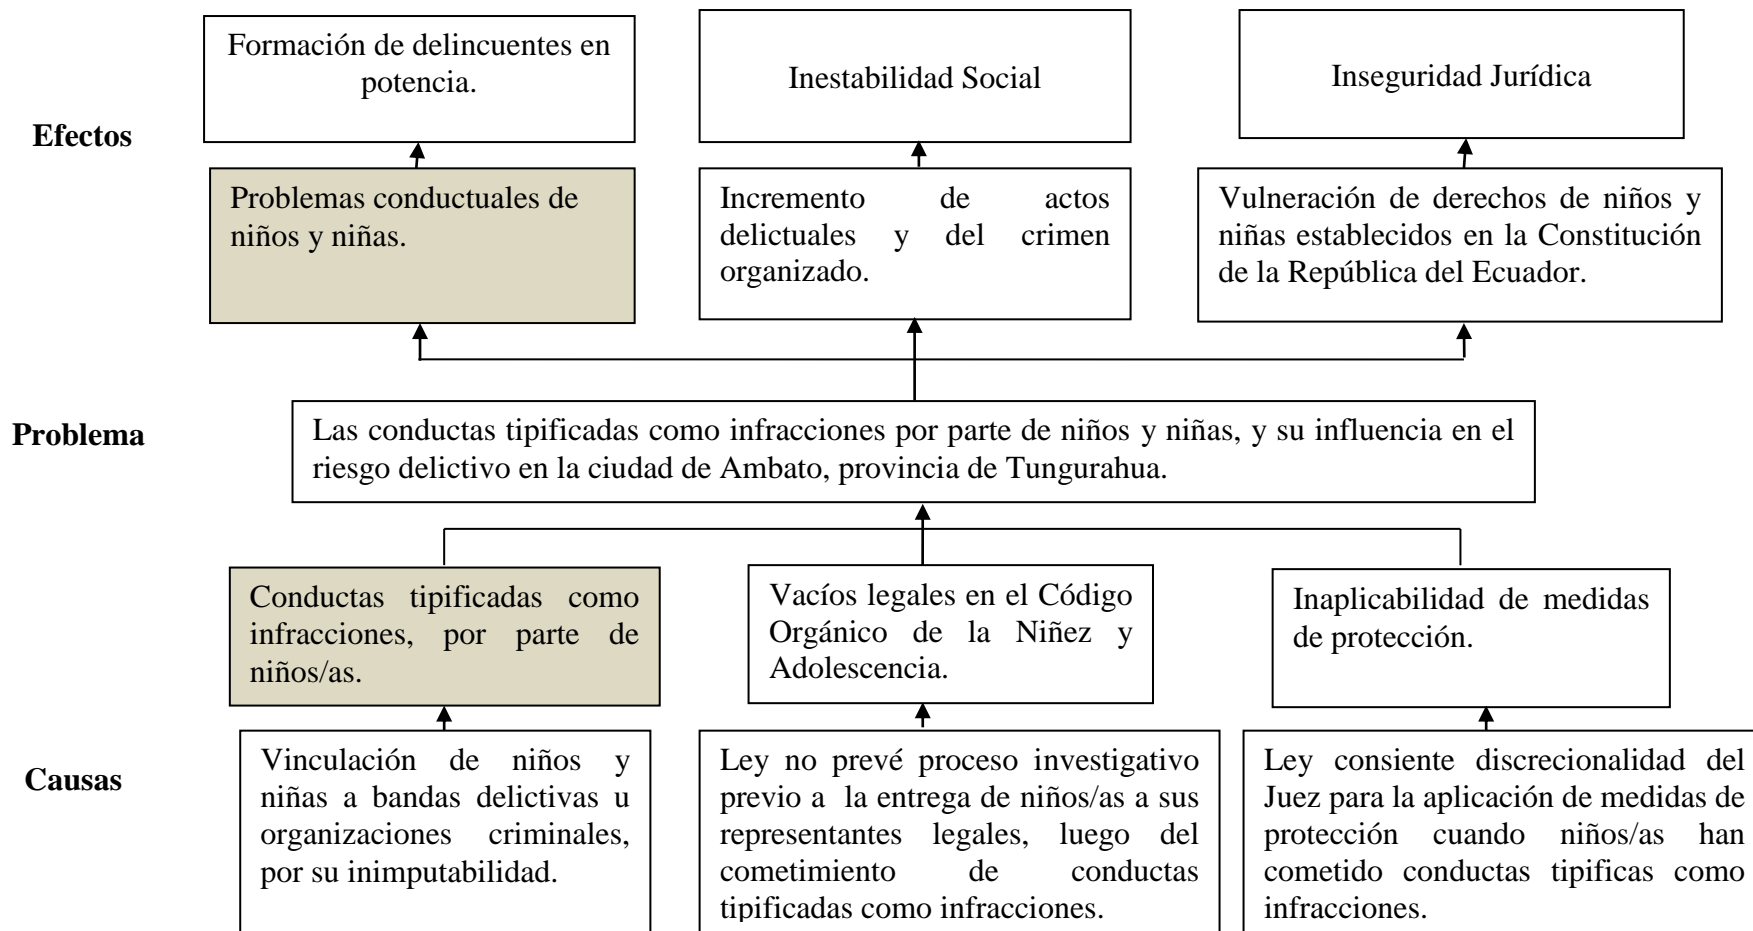 Formación de delincuentes en
potencia.
Inestabilidad Social
Inseguridad Jurídica
Efectos
Problemas conductuales de
niños y niñas.
Incremento de actos
delictuales y del crimen
organizado.
Vulneración de derechos de niños y
niñas establecidos en la Constitución
de la República del Ecuador.
Problema
Las conductas tipificadas como infracciones por parte de niños y niñas, y su influencia en el
riesgo delictivo en la ciudad de Ambato, provincia de Tungurahua.
Conductas tipificadas como
infracciones, por parte de
niños/as.
Vacíos legales en el Código
Orgánico de la Niñez y
Adolescencia.
Inaplicabilidad de medidas
de protección.
Causas
Vinculación de niños y
niñas a bandas delictivas u
organizaciones criminales,
por su inimputabilidad.
Ley no prevé proceso investigativo
previo a la entrega de niños/as a sus
representantes legales, luego del
cometimiento de conductas
tipificadas como infracciones.
Ley consiente discrecionalidad del
Juez para la aplicación de medidas de
protección cuando niños/as han
cometido conductas tipificas como
infracciones.